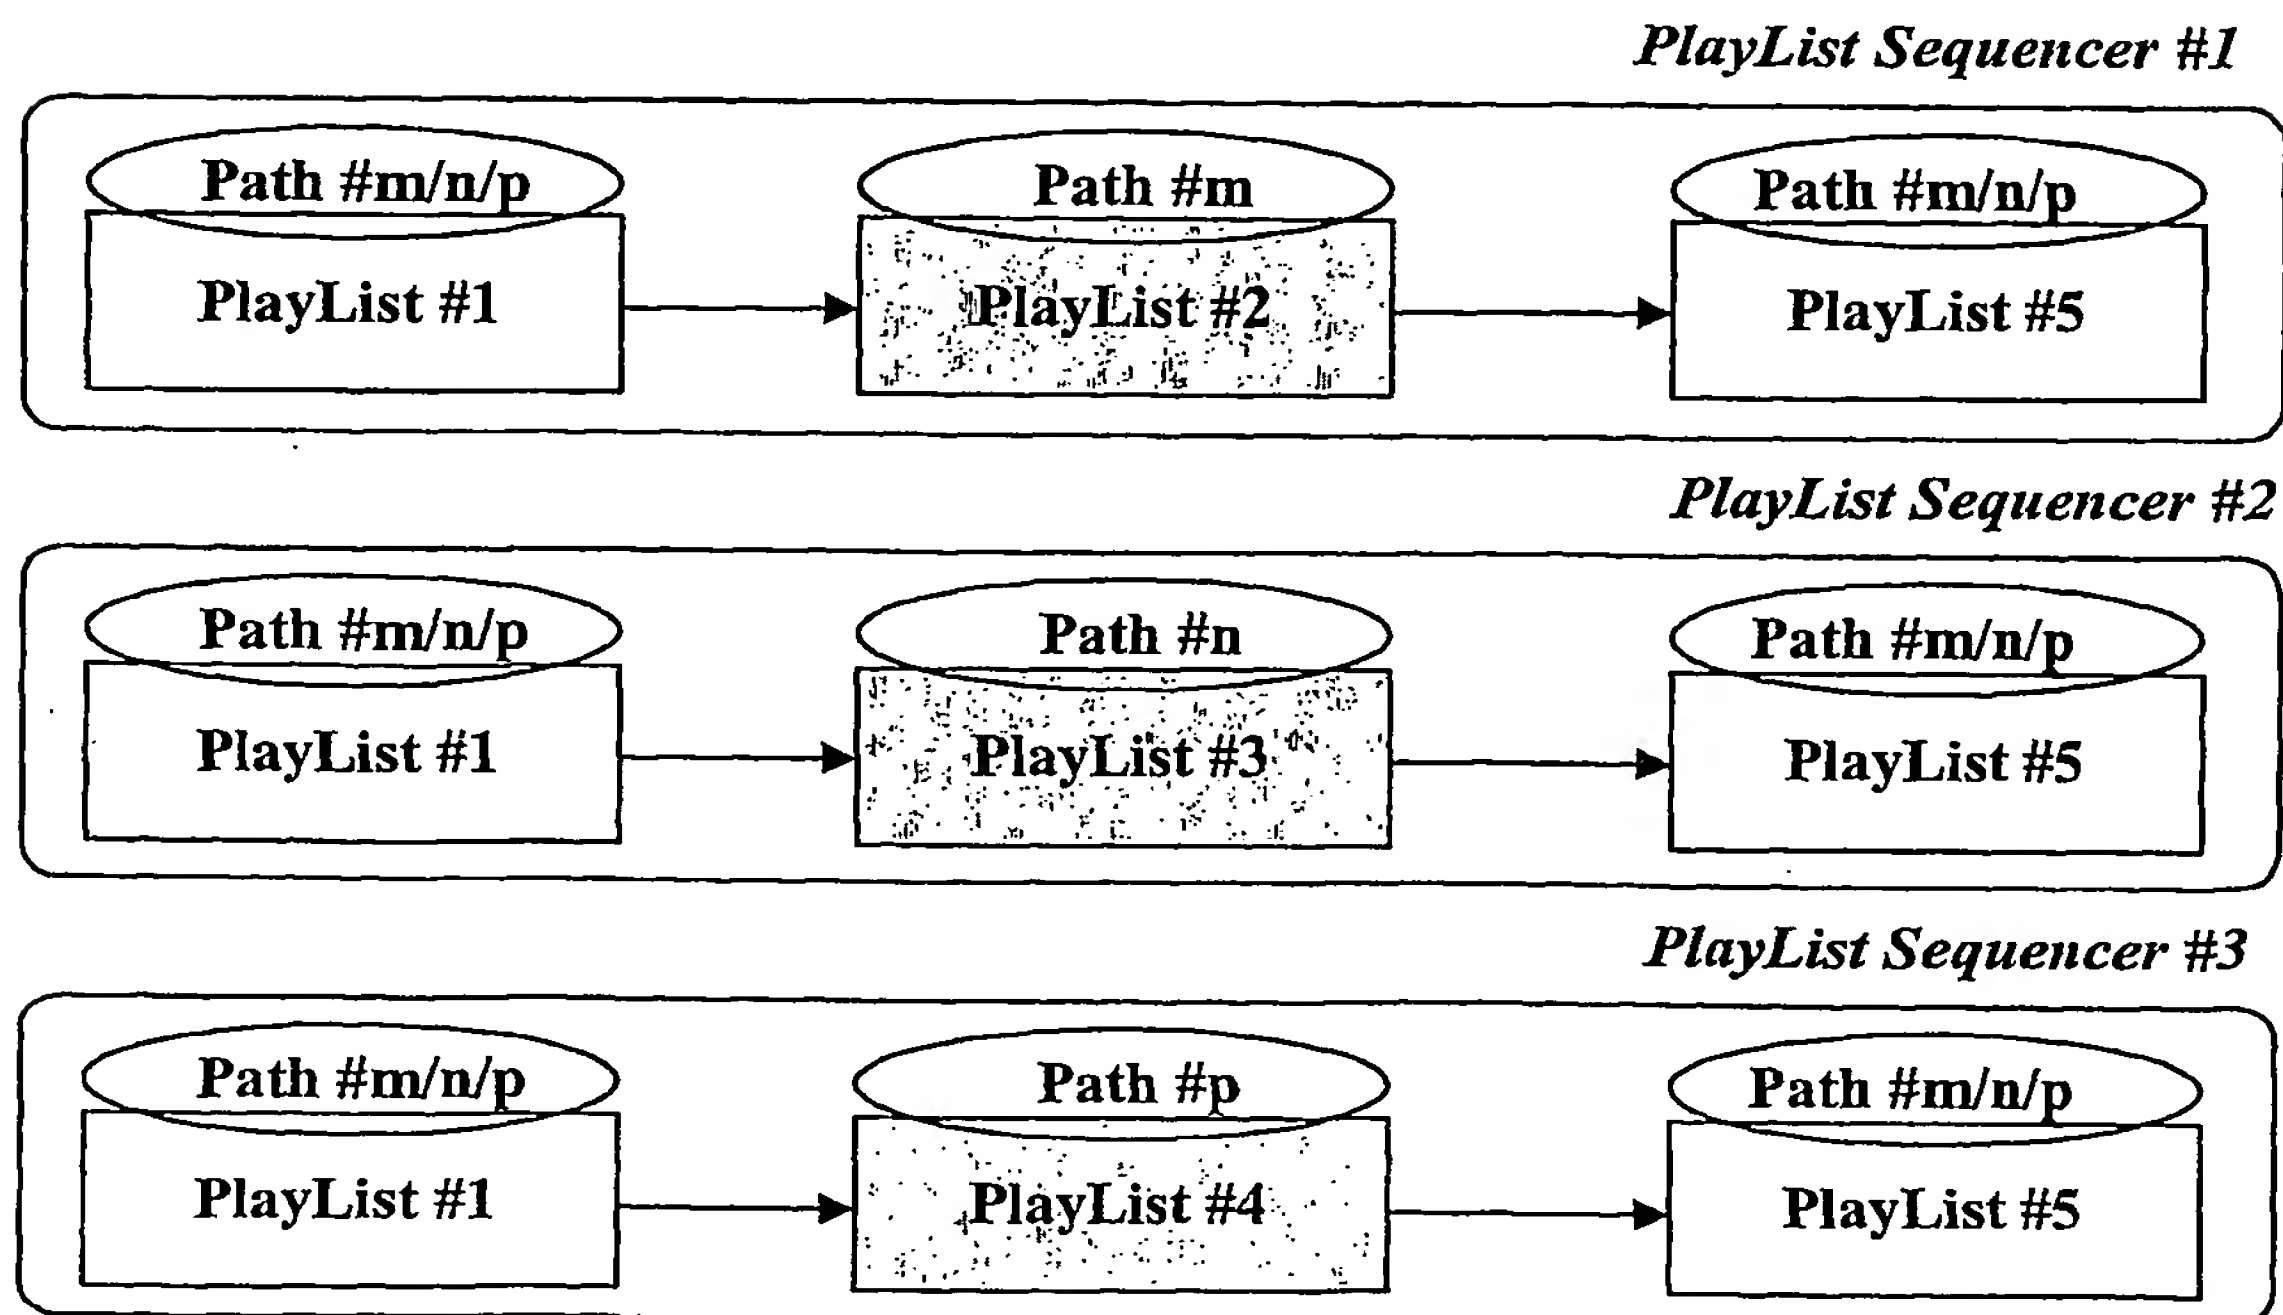 PlayList Sequencer #1
Path #m/n/p
Path #m
Path #m/n/p
PlayList #1
PlayList #2
PlayList #5
PlayList Sequencer #2
Path #m/n/p
Path #n
Path #m/n/p
PlayList #1
PlayList #3
PlayList #5
PlayList Sequencer #3
Path #m/n/p
Path #p
Path #m/n/p
PlayList #1
PlayList #4
PlayList #5